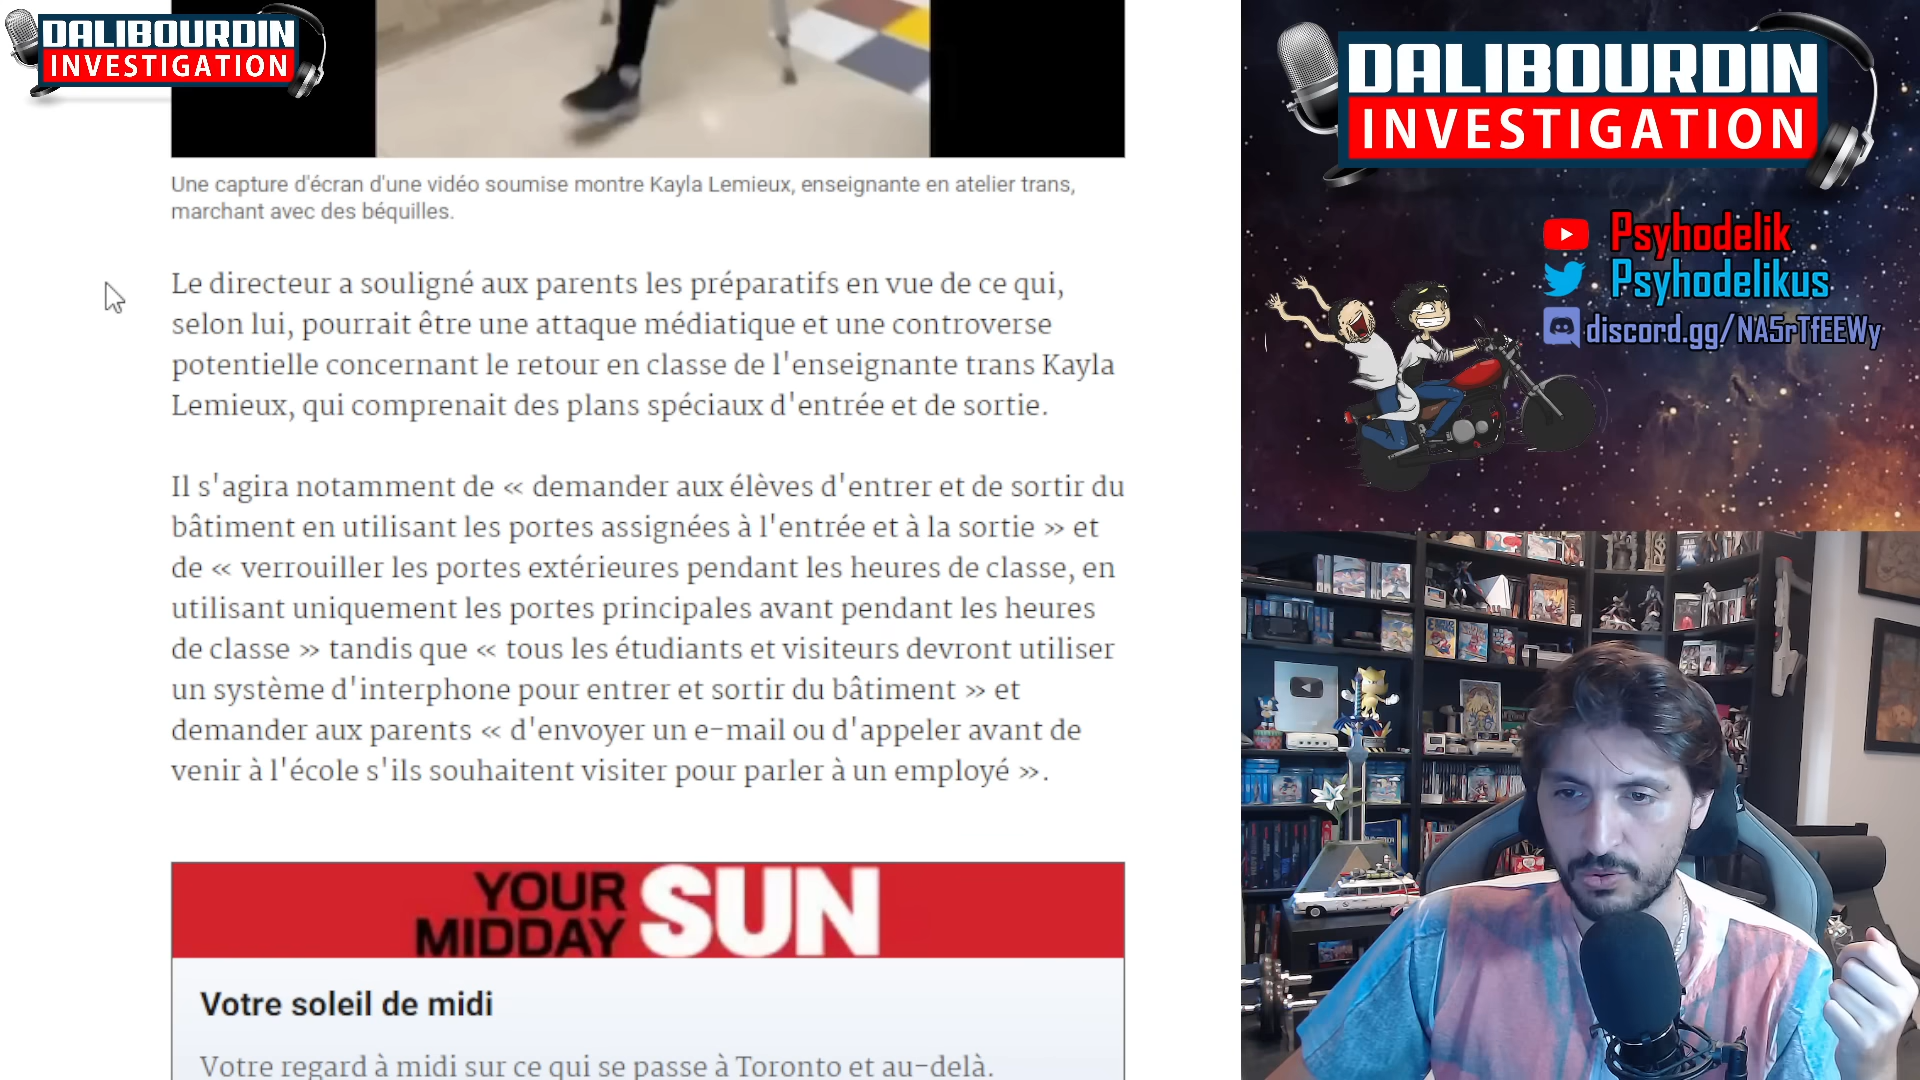 DALIBOURDIN
INVESTIGATION
Une capture d'écran d'une vidéo soumise montre Kayla Lemieux, enseignante en atelier trans,
marchant avec des béquilles.
Le directeur a souligné aux parents les préparatifs en vue de ce qui,
selon lui, pourrait être une attaque médiatique et une controverse
potentielle concernant le retour en classe de l'enseignante trans Kayla
Lemieux, qui comprenait des plans spéciaux d'entrée et de sortie.
Il s'agira notamment de « demander aux élèves d'entrer et de sortir du
bâtiment en utilisant les portes assignées à l'entrée et à la sortie » et
de « verrouiller les portes extérieures pendant les heures de classe, en
utilisant uniquement les portes principales avant pendant les heures
de classe » tandis que « tous les étudiants et visiteurs devront utiliser
un système d'interphone pour entrer et sortir du bâtiment » et
demander aux parents « d'envoyer un e-mail ou d'appeler avant de
venir à l'école s'ils souhaitent visiter pour parler à un employé ».
YOUR
MIDDAY
SUN
Votre soleil de midi
Votre regard à midi sur ce qui se passe à Toronto et au-delà.
DALIBOURDIN
INVESTIGATION
Psyhodelik
Psyhodelikus
discord.gg/NA5rTfEEWy